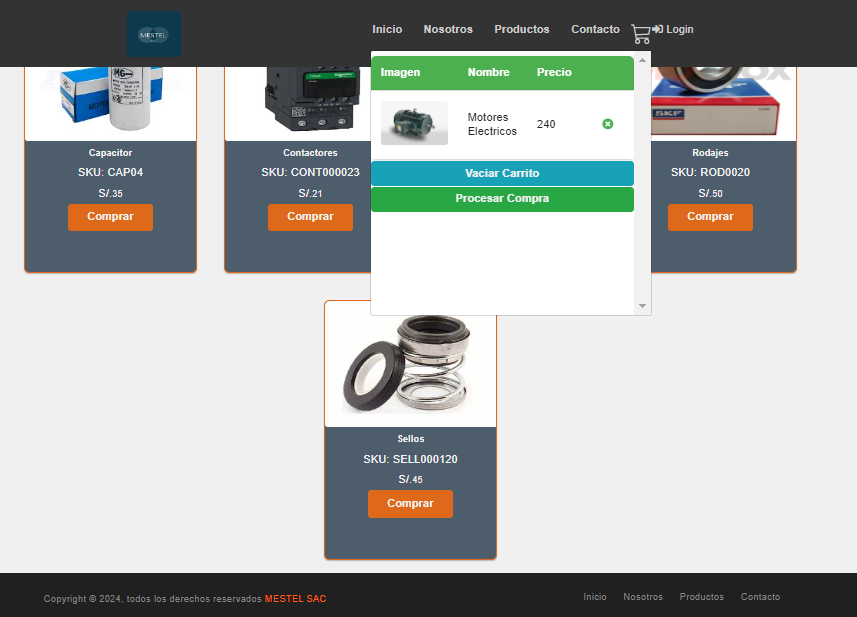 MESTEL
Inicio
Nosotros
Productos
Contacto
Login
Imagen
Nombre
Precio
Motores
Electricos
240
Vaciar Carrito
Procesar Compra
MG
Capacitor
SKU: CAP04
S/.35
Comprar
Contactores
SKU: CONT000023
S/.21
Comprar
SKF
Rodajes
SKU: ROD0020
S/.50
Comprar
Sellos
SKU: SELL000120
S/.45
Comprar
Copyright © 2024, todos los derechos reservados MESTEL SAC
Inicio
Nosotros
Productos
Contacto